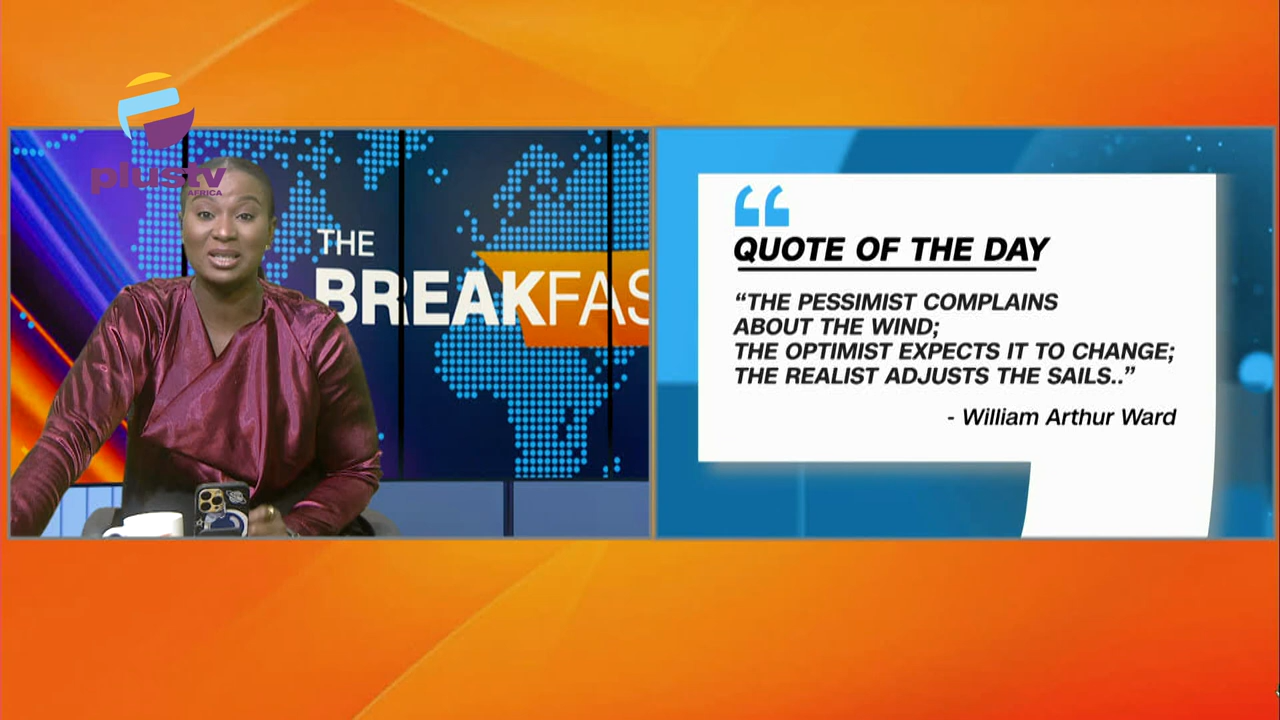 plustv
AFRICA
THE
BREAKFAS
QUOTE OF THE DAY
“THE PESSIMIST COMPLAINS
ABOUT THE WIND;
THE OPTIMIST EXPECTS IT TO CHANGE;
THE REALIST ADJUSTS THE SAILS..”
- William Arthur Ward